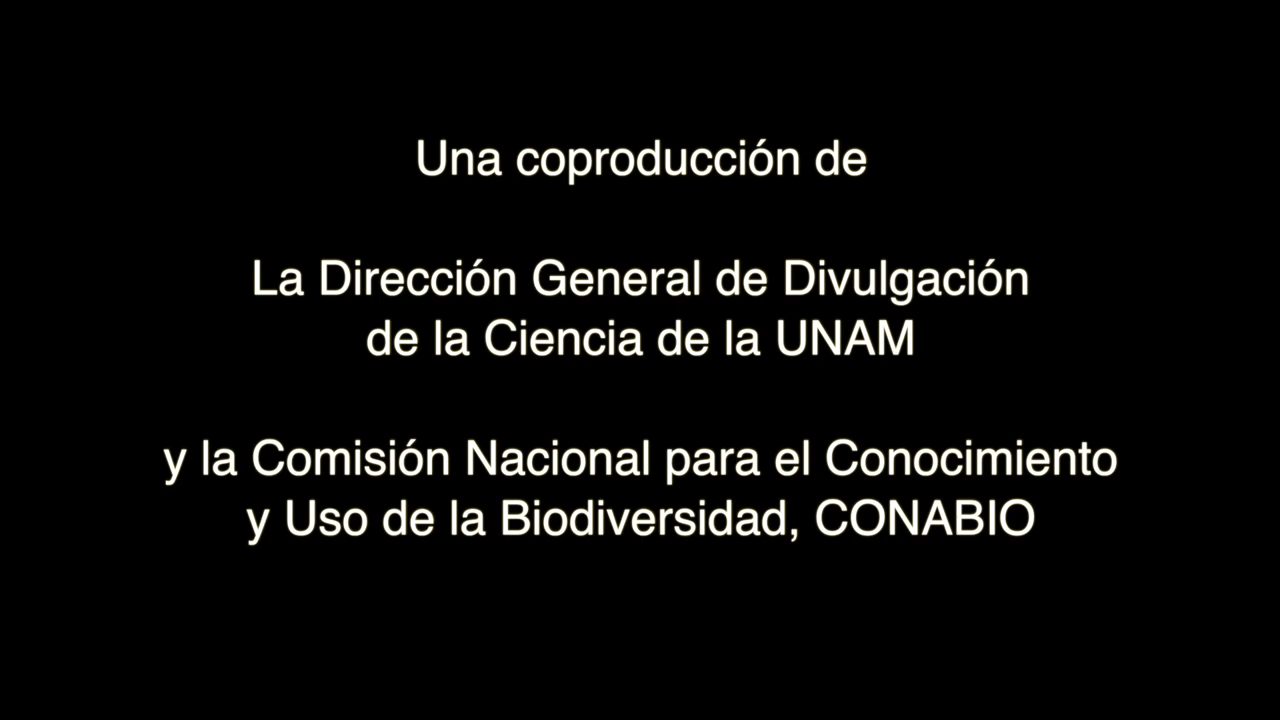 Una coproducción de
La Dirección General de Divulgación
de la Ciencia de la UNAM
y la Comisión Nacional para el Conocimiento
y Uso de la Biodiversidad, CONABIO